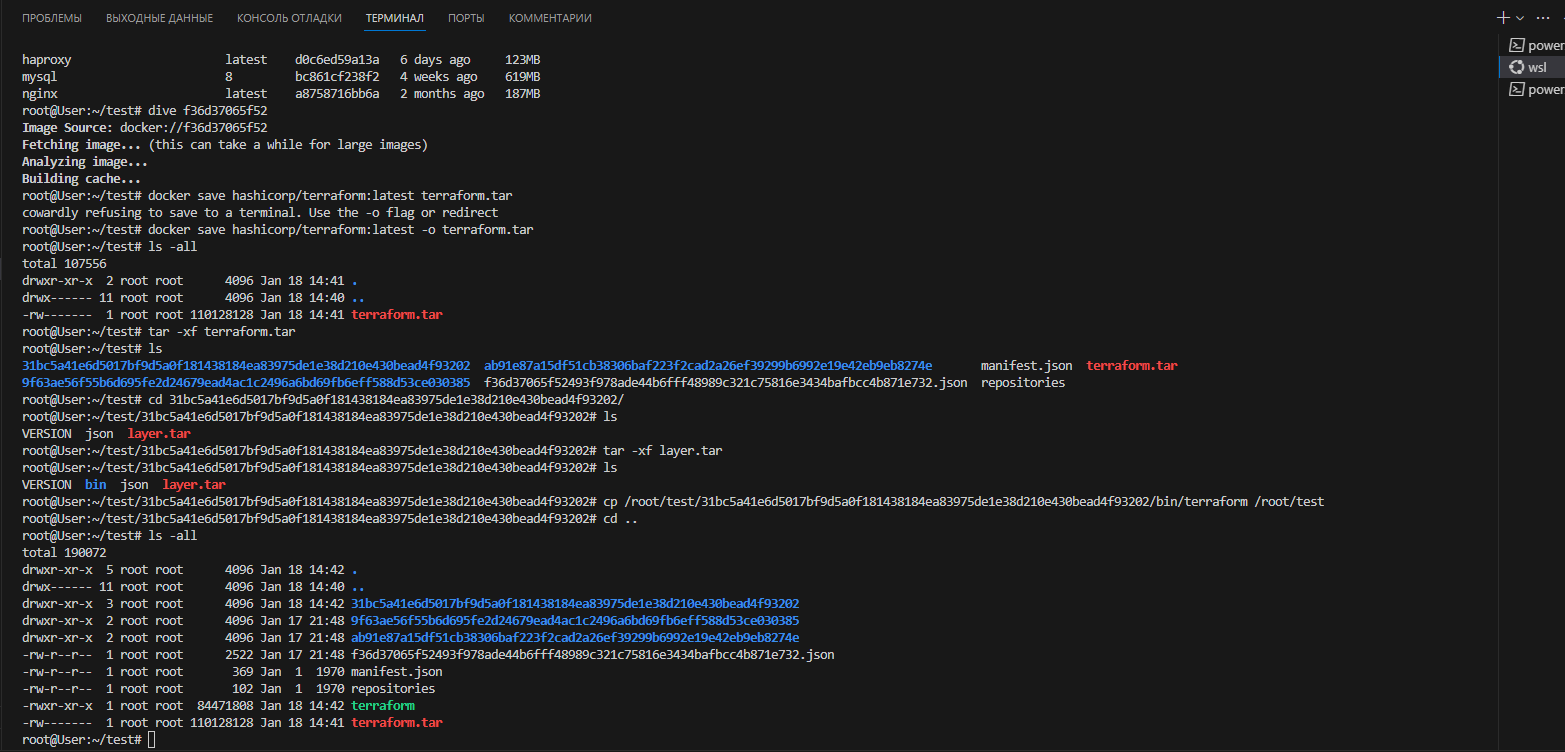 ПРОБЛЕМЫ ВЫХОДНЫЕ ДАННЫЕ КОНСОЛЬ ОТЛАДКИ ТЕРМИНАЛ ПОРТЫ КОММЕНТАРИИ
haproxy latest d0c6ed59a13a 6 days ago 123MB
mysql 8 bc861cf238f2 4 weeks ago 619MB
nginx latest a8758716bb6a 2 months ago 187MB
root@User:~/test# dive f36d37065f52
Image Source: docker://f36d37065f52
Fetching image... (this can take a while for large images)
Analyzing image...
Building cache...
root@User:~/test# docker save hashicorp/terraform:latest terraform.tar
cowardly refusing to save to a terminal. Use the -o flag or redirect
root@User:~/test# docker save hashicorp/terraform:latest -o terraform.tar
root@User:~/test# ls -all
total 107556
drwxr-xr-x 2 root root 4096 Jan 18 14:41 .
drwx------ 11 root root 4096 Jan 18 14:40 ..
-rw------- 1 root root 110128128 Jan 18 14:41 terraform.tar
root@User:~/test# tar -xf terraform.tar
root@User:~/test# ls
31bc5a41e6d5017bf9d5a0f181438184ea83975de1e38d210e430bead4f93202 ab91e87a15df51cb38306baf223f2cad2a26ef39299b6992e19e42eb9eb8274e manifest.json terraform.tar
9f63ae56f55b6d695fe2d24679ead4ac1c2496a6bd69fb6eff588d53ce030385 f36d37065f52493f978ade44b6fff48989c321c75816e3434bafbcc4b871e732.json repositories
root@User:~/test# cd 31bc5a41e6d5017bf9d5a0f181438184ea83975de1e38d210e430bead4f93202/
root@User:~/test/31bc5a41e6d5017bf9d5a0f181438184ea83975de1e38d210e430bead4f93202# ls
VERSION json layer.tar
root@User:~/test/31bc5a41e6d5017bf9d5a0f181438184ea83975de1e38d210e430bead4f93202# tar -xf layer.tar
root@User:~/test/31bc5a41e6d5017bf9d5a0f181438184ea83975de1e38d210e430bead4f93202# ls
VERSION bin json layer.tar
root@User:~/test/31bc5a41e6d5017bf9d5a0f181438184ea83975de1e38d210e430bead4f93202# cp /root/test/31bc5a41e6d5017bf9d5a0f181438184ea83975de1e38d210e430bead4f93202/bin/terraform /root/test
root@User:~/test/31bc5a41e6d5017bf9d5a0f181438184ea83975de1e38d210e430bead4f93202# cd ..
root@User:~/test# ls -all
total 190072
drwxr-xr-x 5 root root 4096 Jan 18 14:42 .
drwx------ 11 root root 4096 Jan 18 14:40 ..
drwxr-xr-x 3 root root 4096 Jan 18 14:42 31bc5a41e6d5017bf9d5a0f181438184ea83975de1e38d210e430bead4f93202
drwxr-xr-x 2 root root 4096 Jan 17 21:48 9f63ae56f55b6d695fe2d24679ead4ac1c2496a6bd69fb6eff588d53ce030385
drwxr-xr-x 2 root root 4096 Jan 17 21:48 ab91e87a15df51cb38306baf223f2cad2a26ef39299b6992e19e42eb9eb8274e
-rw-r--r-- 1 root root 2522 Jan 17 21:48 f36d37065f52493f978ade44b6fff48989c321c75816e3434bafbcc4b871e732.json
-rw-r--r-- 1 root root 369 Jan 1 1970 manifest.json
-rw-r--r-- 1 root root 102 Jan 1 1970 repositories
-rwxr-xr-x 1 root root 84471808 Jan 18 14:42 terraform
-rw------- 1 root root 110128128 Jan 18 14:41 terraform.tar
root@User:~/test#
power
wsl
power